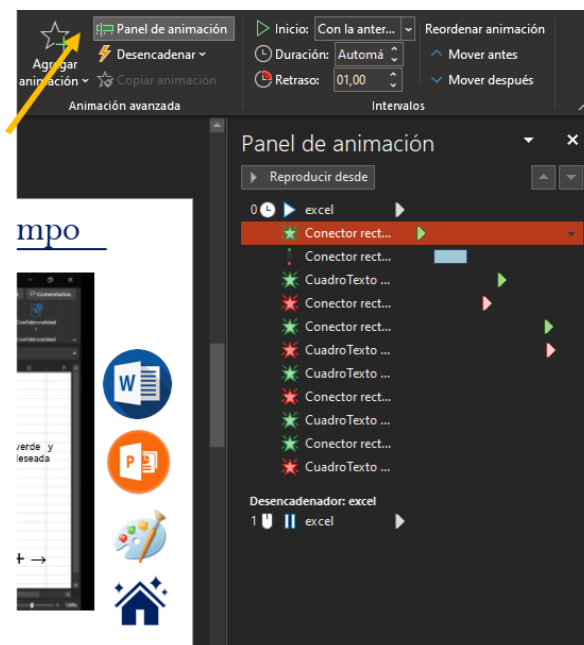 Panel de animación
Inicio: Con la anter...
Reordenar animación
Agregar animación
Desencadenar
Duración: Automá
Mover antes
Copiar animación
Retraso: 01,00
Mover después
Animación avanzada
Intervalos
Panel de animación
Reproducir desde
0 excel
Conector rect...
Conector rect...
CuadroTexto ...
Conector rect...
Conector rect...
CuadroTexto ...
CuadroTexto ...
Conector rect...
CuadroTexto ...
Conector rect...
CuadroTexto ...
Desencadenador: excel
1 excel
mpo
Comentarios
Confidencialidad
Confidencialidad
W
verde y
deseada
P
+ →